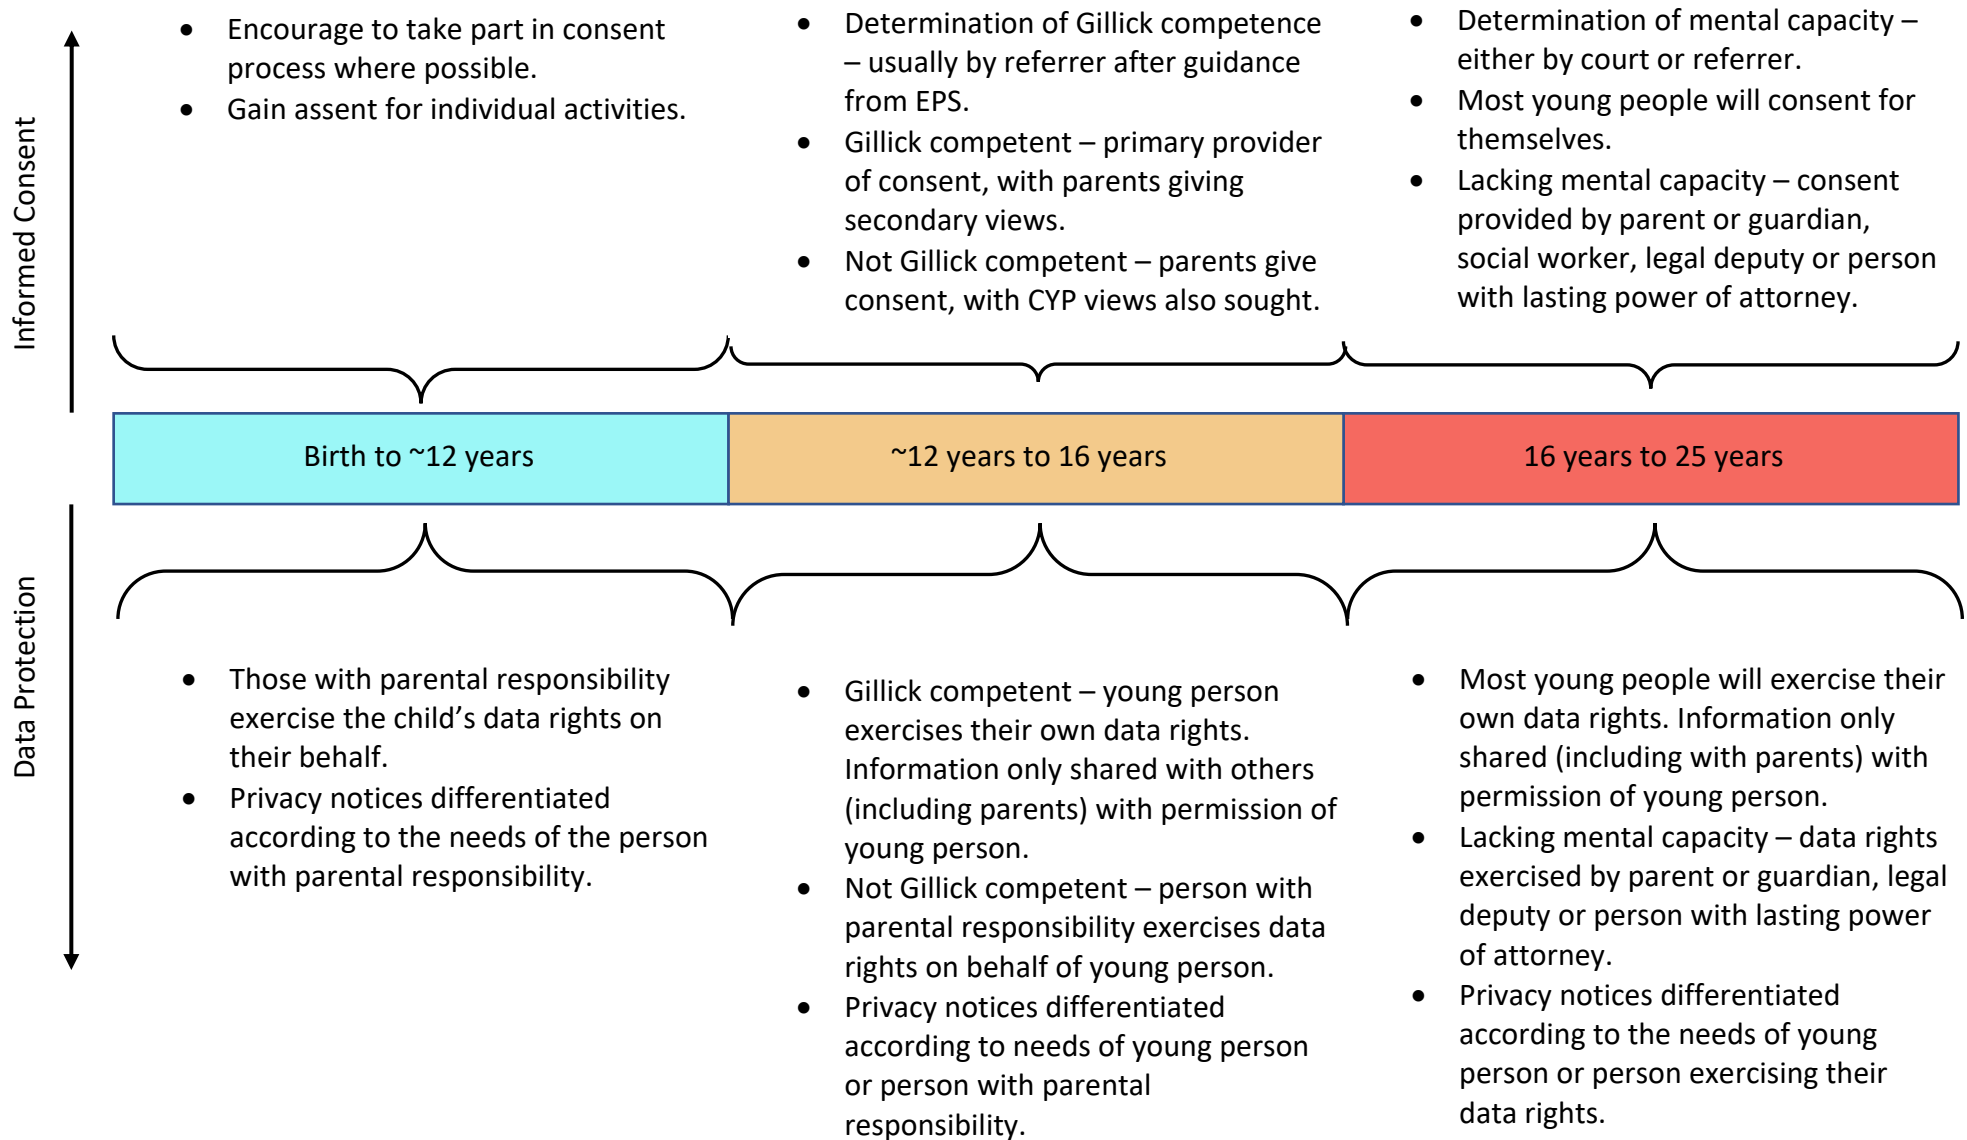 Informed Consent
• Encourage to take part in consent
process where possible.
• Gain assent for individual activities.
• Determination of Gillick competence
– usually by referrer after guidance
from EPS.
• Gillick competent – primary provider
of consent, with parents giving
secondary views.
• Not Gillick competent – parents give
consent, with CYP views also sought.
• Determination of mental capacity –
either by court or referrer.
• Most young people will consent for
themselves.
• Lacking mental capacity – consent
provided by parent or guardian,
social worker, legal deputy or person
with lasting power of attorney.
Birth to ~12 years
~12 years to 16 years
16 years to 25 years
Data Protection
• Those with parental responsibility
exercise the child’s data rights on
their behalf.
• Privacy notices differentiated
according to the needs of the person
with parental responsibility.
• Gillick competent – young person
exercises their own data rights.
Information only shared with others
(including parents) with permission of
young person.
• Not Gillick competent – person with
parental responsibility exercises data
rights on behalf of young person.
• Privacy notices differentiated
according to needs of young person
or person with parental
responsibility.
• Most young people will exercise their
own data rights. Information only
shared (including with parents) with
permission of young person.
• Lacking mental capacity – data rights
exercised by parent or guardian, legal
deputy or person with lasting power
of attorney.
• Privacy notices differentiated
according to the needs of young
person or person exercising their
data rights.